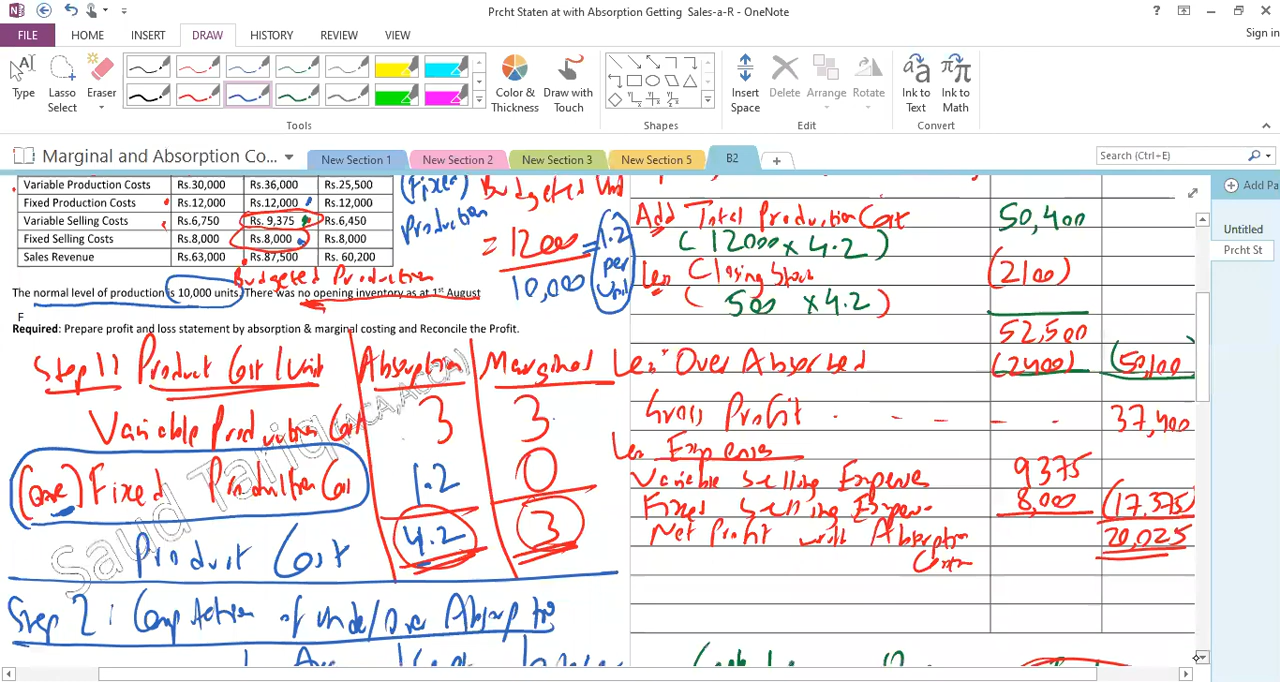 Prcht Staten at with Absorption Getting Sales-a-R - OneNote
Sign in
FILE HOME INSERT DRAW HISTORY REVIEW VIEW
Type
Lasso Select
Eraser
Color & Thickness
Draw with Touch
Insert Space
Delete
Arrange
Rotate
Ink to Text
Ink to Math
Tools
Shapes
Edit
Convert
Marginal and Absorption Co...
New Section 1
New Section 2
New Section 3
New Section 5
B2
Search (Ctrl+E)
Add Pa
Untitled
Prcht St
Variable Production Costs Rs.30,000 Rs.36,000 Rs.25,500
Fixed Production Costs Rs.12,000 Rs.12,000 Rs.12,000
Variable Selling Costs Rs.6,750 Rs. 9,375 Rs.6,450
Fixed Selling Costs Rs.8,000 Rs.8,000 Rs.8,000
Sales Revenue Rs.63,000 Rs.87,500 Rs. 60,200
(Fixed) Production
Budgeted Unit
= 12000 / 10,000 = 1.2 per unit
Budgeted Production
The normal level of production is 10,000 units. There was no opening inventory as at 1st August
F
Required: Prepare profit and loss statement by absorption & marginal costing and Reconcile the Profit.
Step 1) Product Cost / Unit Absorption Marginal
Variable Production Cost 3 3
Fixed Production Cost 1.2 0
Product Cost 4.2 3
Step 2: Computation of Under/Over Absorption
Add Total Production Cost 50,400
(12000 x 4.2)
Less Closing Stock (2100)
(500 x 4.2)
52,500
Less: Over Absorbed (2400) (50,100)
Gross Profit 37,400
Less Expenses
Variable Selling Expenses 9375
Fixed Selling Expense 8,000 (17,375)
Net Profit with Absorption 20,025
Costing
Saud Tariq (ACA, ACCA)